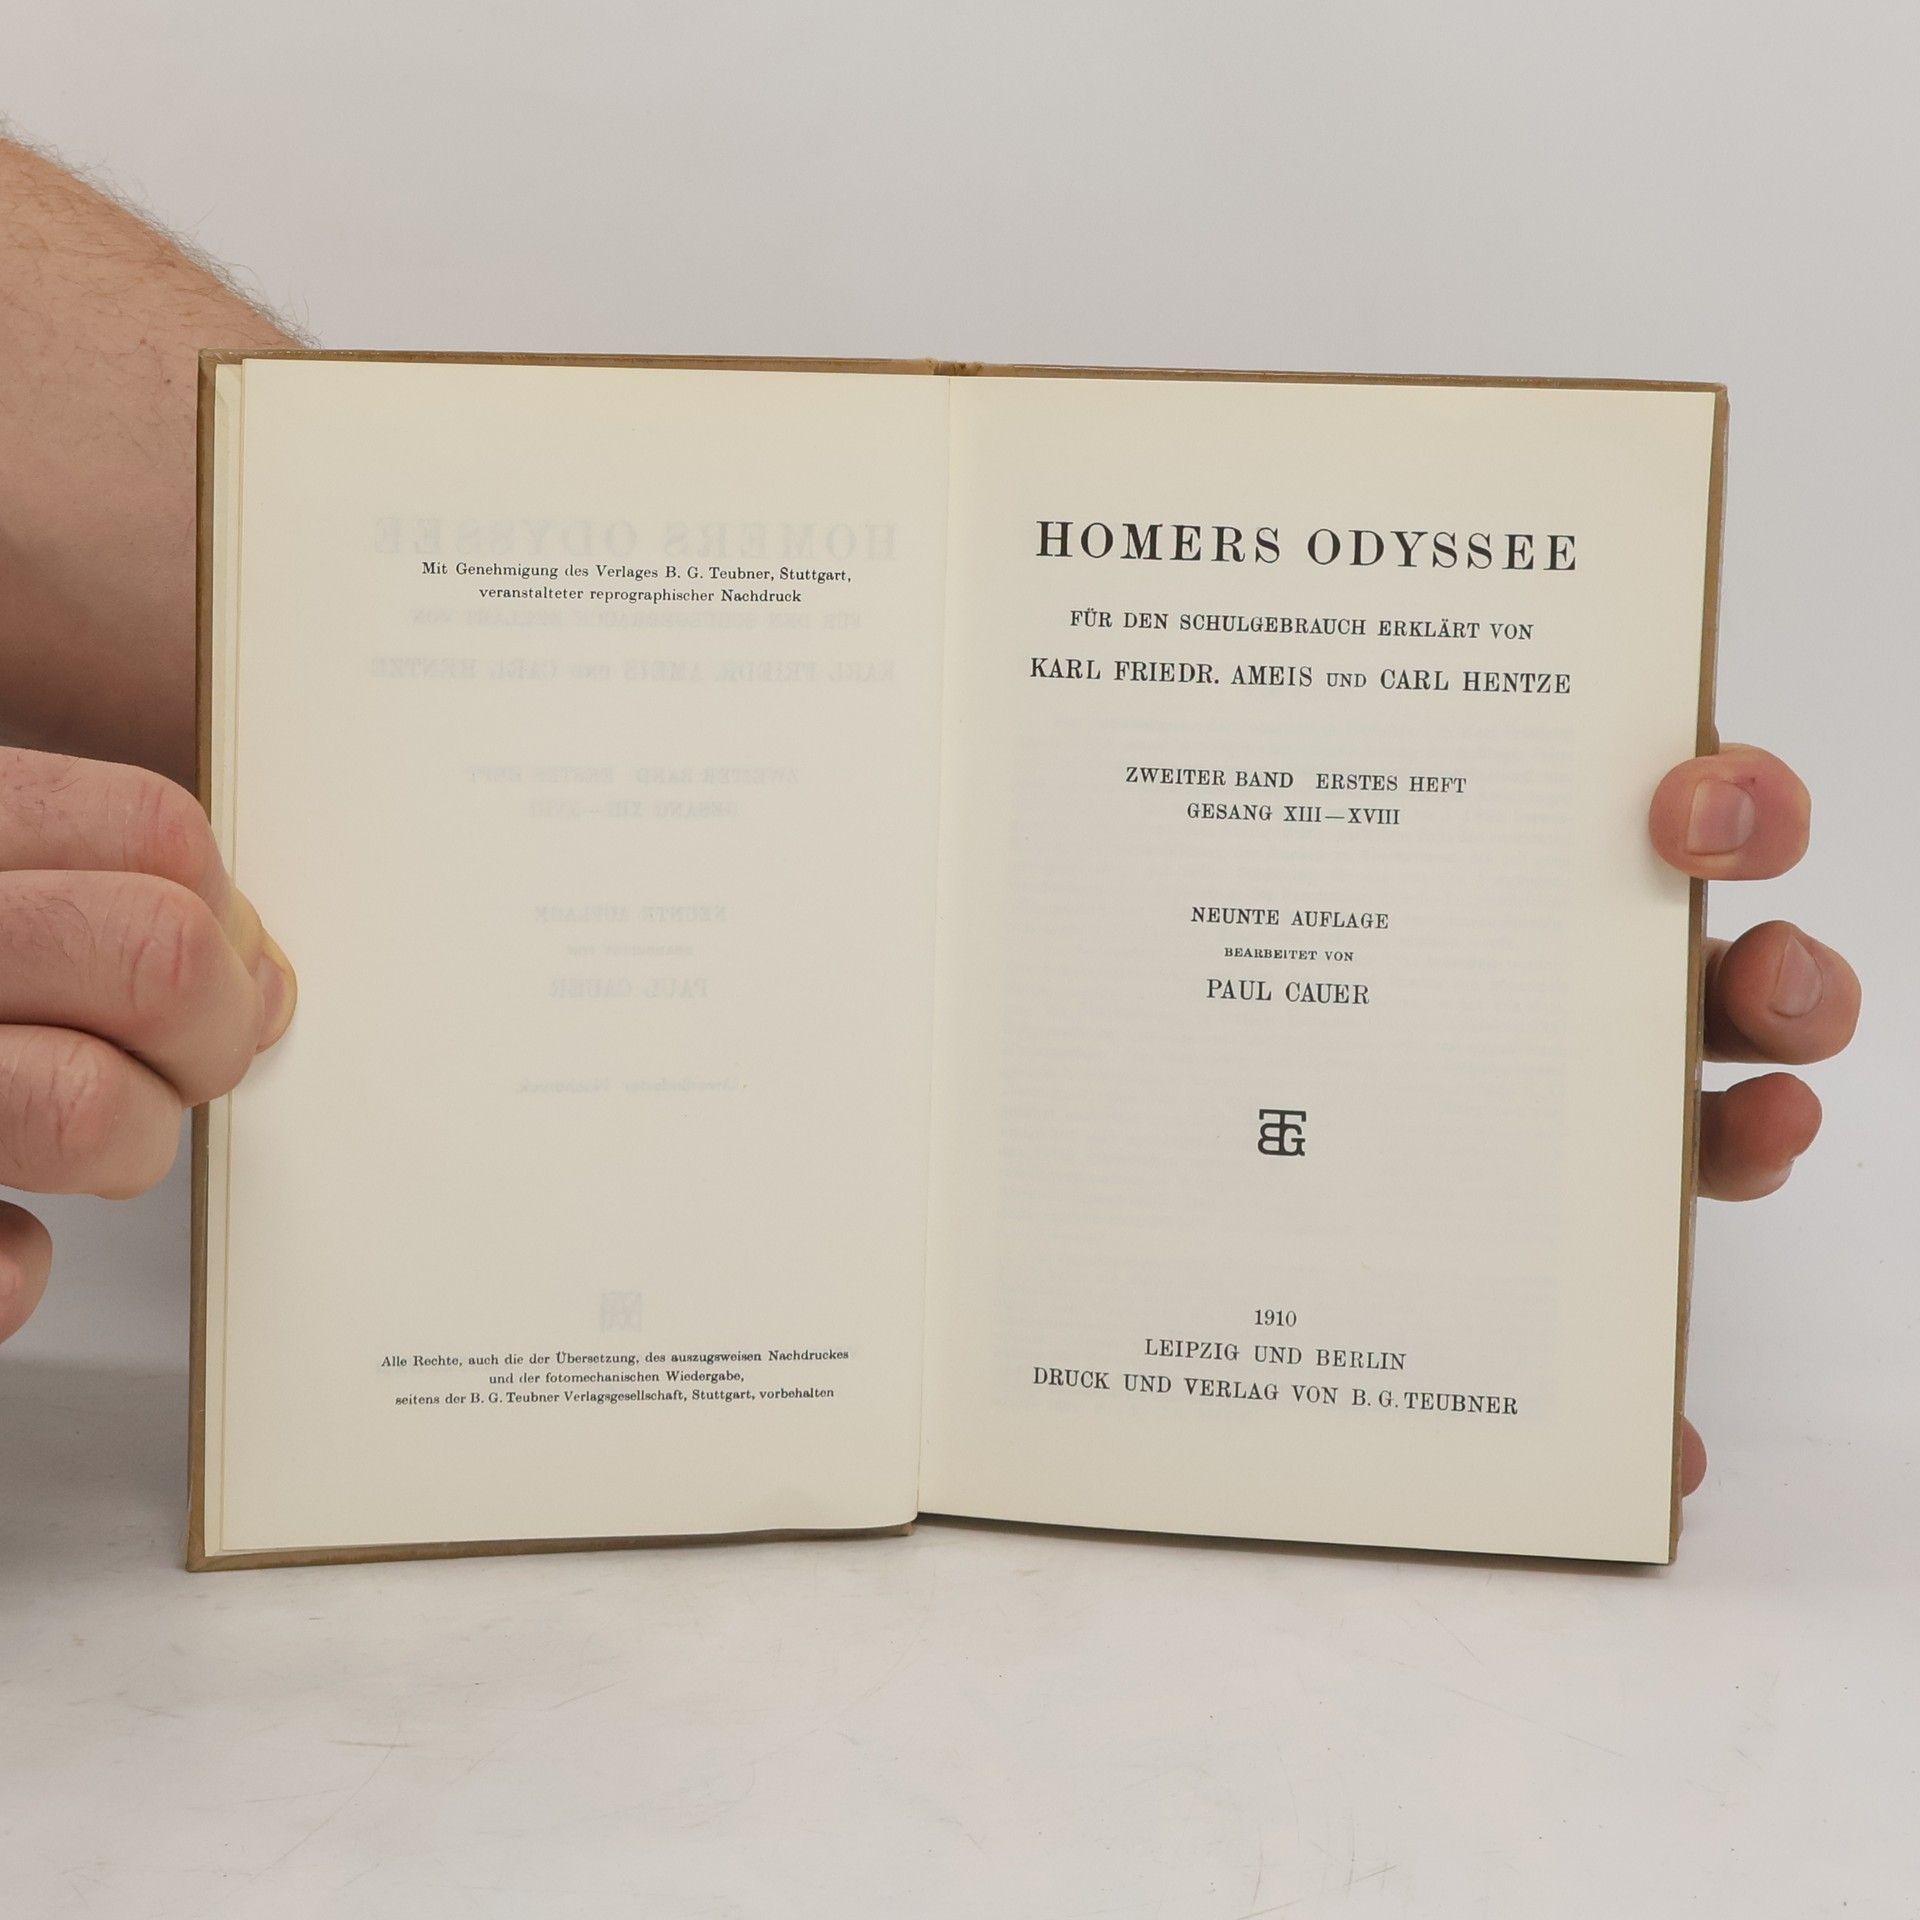 Mit Genehmigung des Verlages B. G. Teubner, Stuttgart,
veranstalteter reprographischer Nachdruck
Alle Rechte, auch die der Übersetzung, des auszugsweisen Nachdruckes
und der fotomechanischen Wiedergabe,
seitens der B. G. Teubner Verlagsgesellschaft, Stuttgart, vorbehalten
HOMERS ODYSSEE
FÜR DEN SCHULGEBRAUCH ERKLÄRT VON
KARL FRIEDR. AMEIS UND CARL HENTZE
ZWEITER BAND ERSTES HEFT
GESANG XIII—XVIII
NEUNTE AUFLAGE
BEARBEITET VON
PAUL CAUER
BTG
1910
LEIPZIG UND BERLIN
DRUCK UND VERLAG VON B. G. TEUBNER